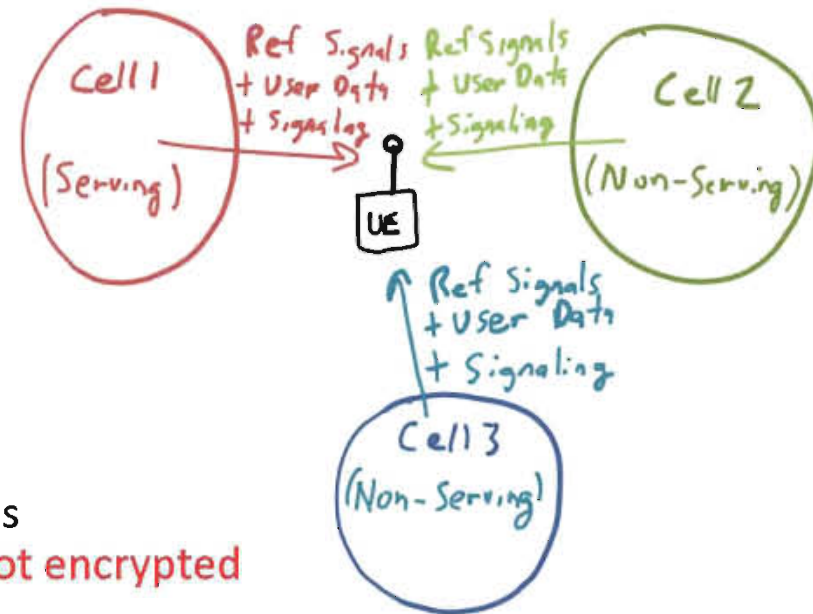 Cell 1
(Serving)
Ref Signals
+ User Data
+ Signaling
Ref Signals
+ User Data
+ Signaling
Cell 2
(Non-Serving)
UE
Ref Signals
+ User Data
+ Signaling
Cell 3
(Non-Serving)
s
ot encrypted